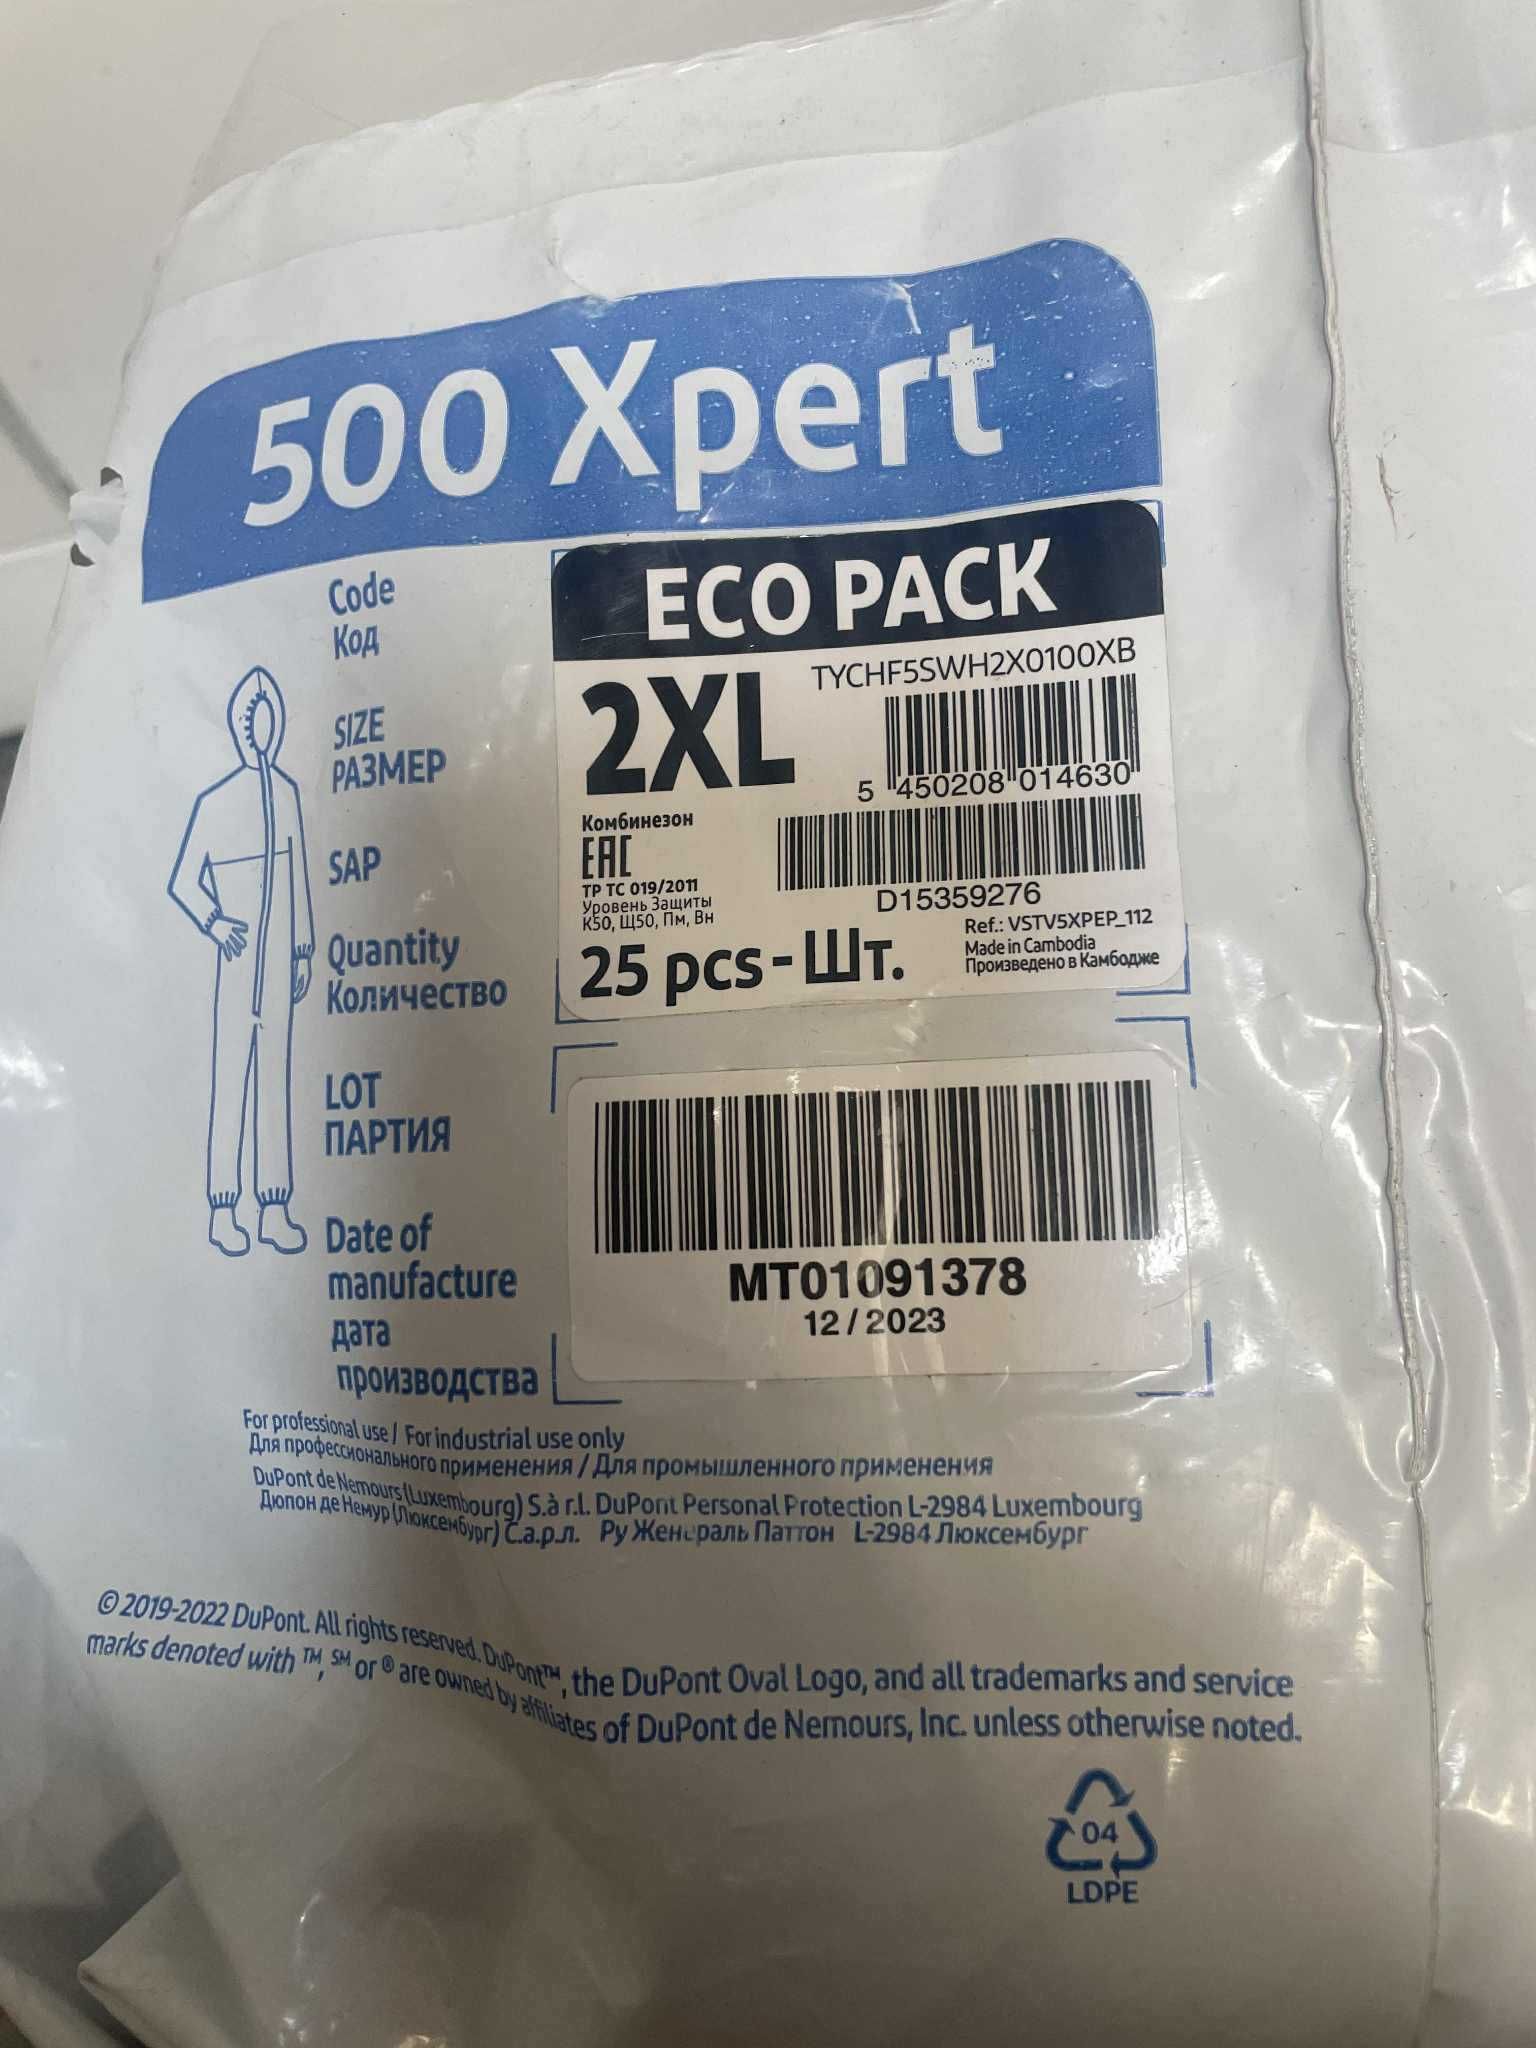 500 Xpert
Code
Код
SIZE
РАЗМЕР
SAP
Quantity
Количество
LOT
ПАРТИЯ
Date of
manufacture
дата
производства
ECO PACK
2XL
TYCHF5SWH2X0100XB
5 450208 014630
Комбинезон
EAC
ТР ТС 019/2011
Уровень Защиты
К50, Щ50, Пм, Вн
D15359276
Ref.: VSTV5XPEP_112
Made in Cambodia
Произведено в Камбодже
25 pcs - Шт.
MT01091378
12 / 2023
For professional use / For industrial use only
Для профессионального применения / Для промышленного применения
DuPont de Nemours (Luxembourg) S.à r.l. DuPont Personal Protection L-2984 Luxembourg
Дюпон де Немур (Люксембург) С.а.р.л. Ру Женераль Паттон L-2984 Люксембург
© 2019-2022 DuPont. All rights reserved. DuPont™, the DuPont Oval Logo, and all trademarks and service
marks denoted with ™, ℠ or ® are owned by affiliates of DuPont de Nemours, Inc. unless otherwise noted.
04
LDPE